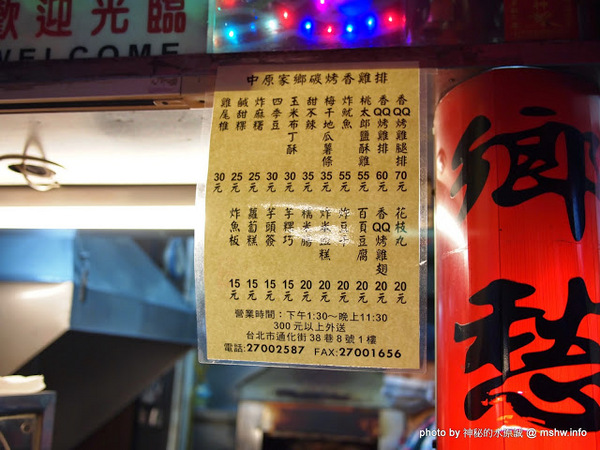 歡迎光臨
WELCOME
中原家鄉碳烤香雞排
香QQ烤雞腿排 70元
香QQ烤雞排 60元
桃太郎鹽酥雞 55元
炸魷魚 55元
梅子地瓜薯條 35元
甜不辣 35元
玉米布丁酥 30元
四季豆 30元
炸麻糬 25元
鹹甜粿 25元
雞尾椎 30元
花枝丸 20元
香QQ烤雞翅 20元
百頁豆腐 20元
炸 20元
炸米 糕 20元
糯米腸 20元
芋粿巧 15元
芋頭簽 15元
蘿蔔糕 15元
炸魚板 15元
營業時間:下午1:30~晚上11:30
300元以上外送
台北市通化街38巷8號1樓
電話:27002587 FAX:27001656
鄉愁
photo by 神秘的水瓶誠 @ mshw.info